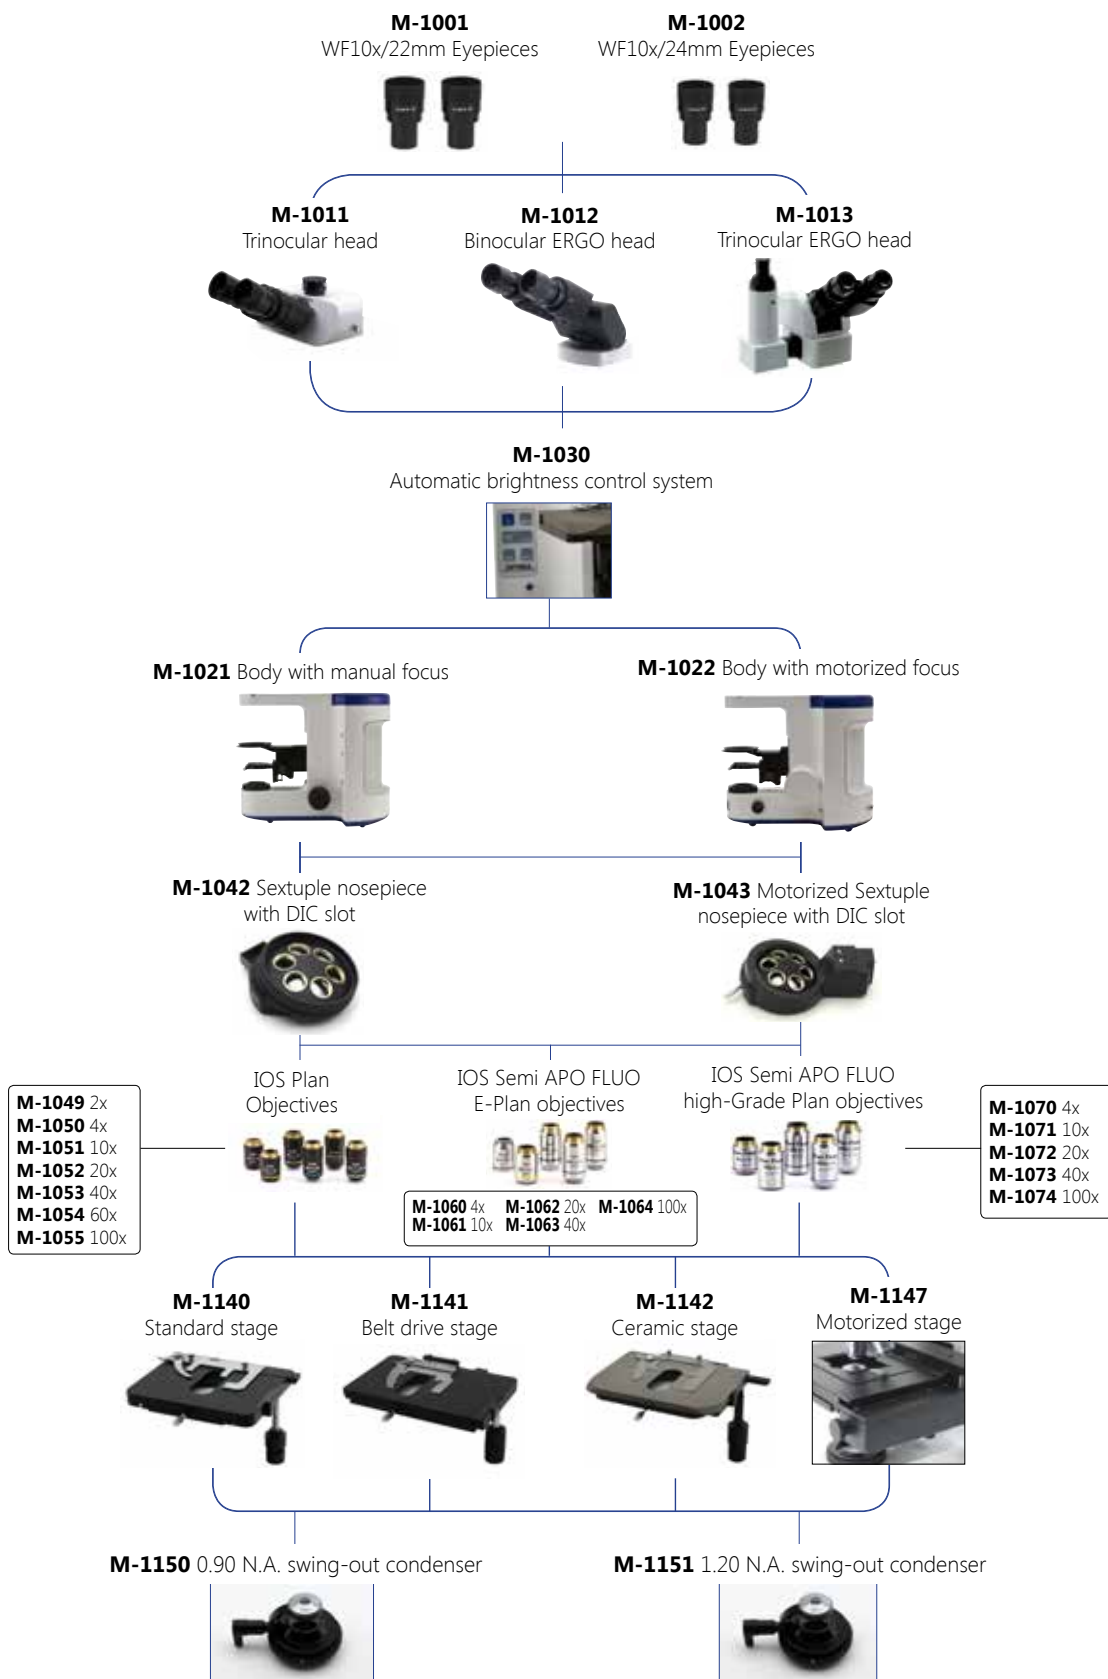 M-1001
WF10x/22mm Eyepieces
M-1002
WF10x/24mm Eyepieces
M-1011
Trinocular head
M-1012
Binocular ERGO head
M-1013
Trinocular ERGO head
M-1030
Automatic brightness control system
M-1021 Body with manual focus
M-1022 Body with motorized focus
M-1042 Sextuple nosepiece
with DIC slot
M-1043 Motorized Sextuple
nosepiece with DIC slot
IOS Plan
Objectives
IOS Semi APO FLUO
E-Plan objectives
IOS Semi APO FLUO
high-Grade Plan objectives
M-1049 2x
M-1050 4x
M-1051 10x
M-1052 20x
M-1053 40x
M-1054 60x
M-1055 100x
M-1060 4x M-1062 20x M-1064 100x
M-1061 10x M-1063 40x
M-1070 4x
M-1071 10x
M-1072 20x
M-1073 40x
M-1074 100x
M-1140
Standard stage
M-1141
Belt drive stage
M-1142
Ceramic stage
M-1147
Motorized stage
M-1150 0.90 N.A. swing-out condenser
M-1151 1.20 N.A. swing-out condenser